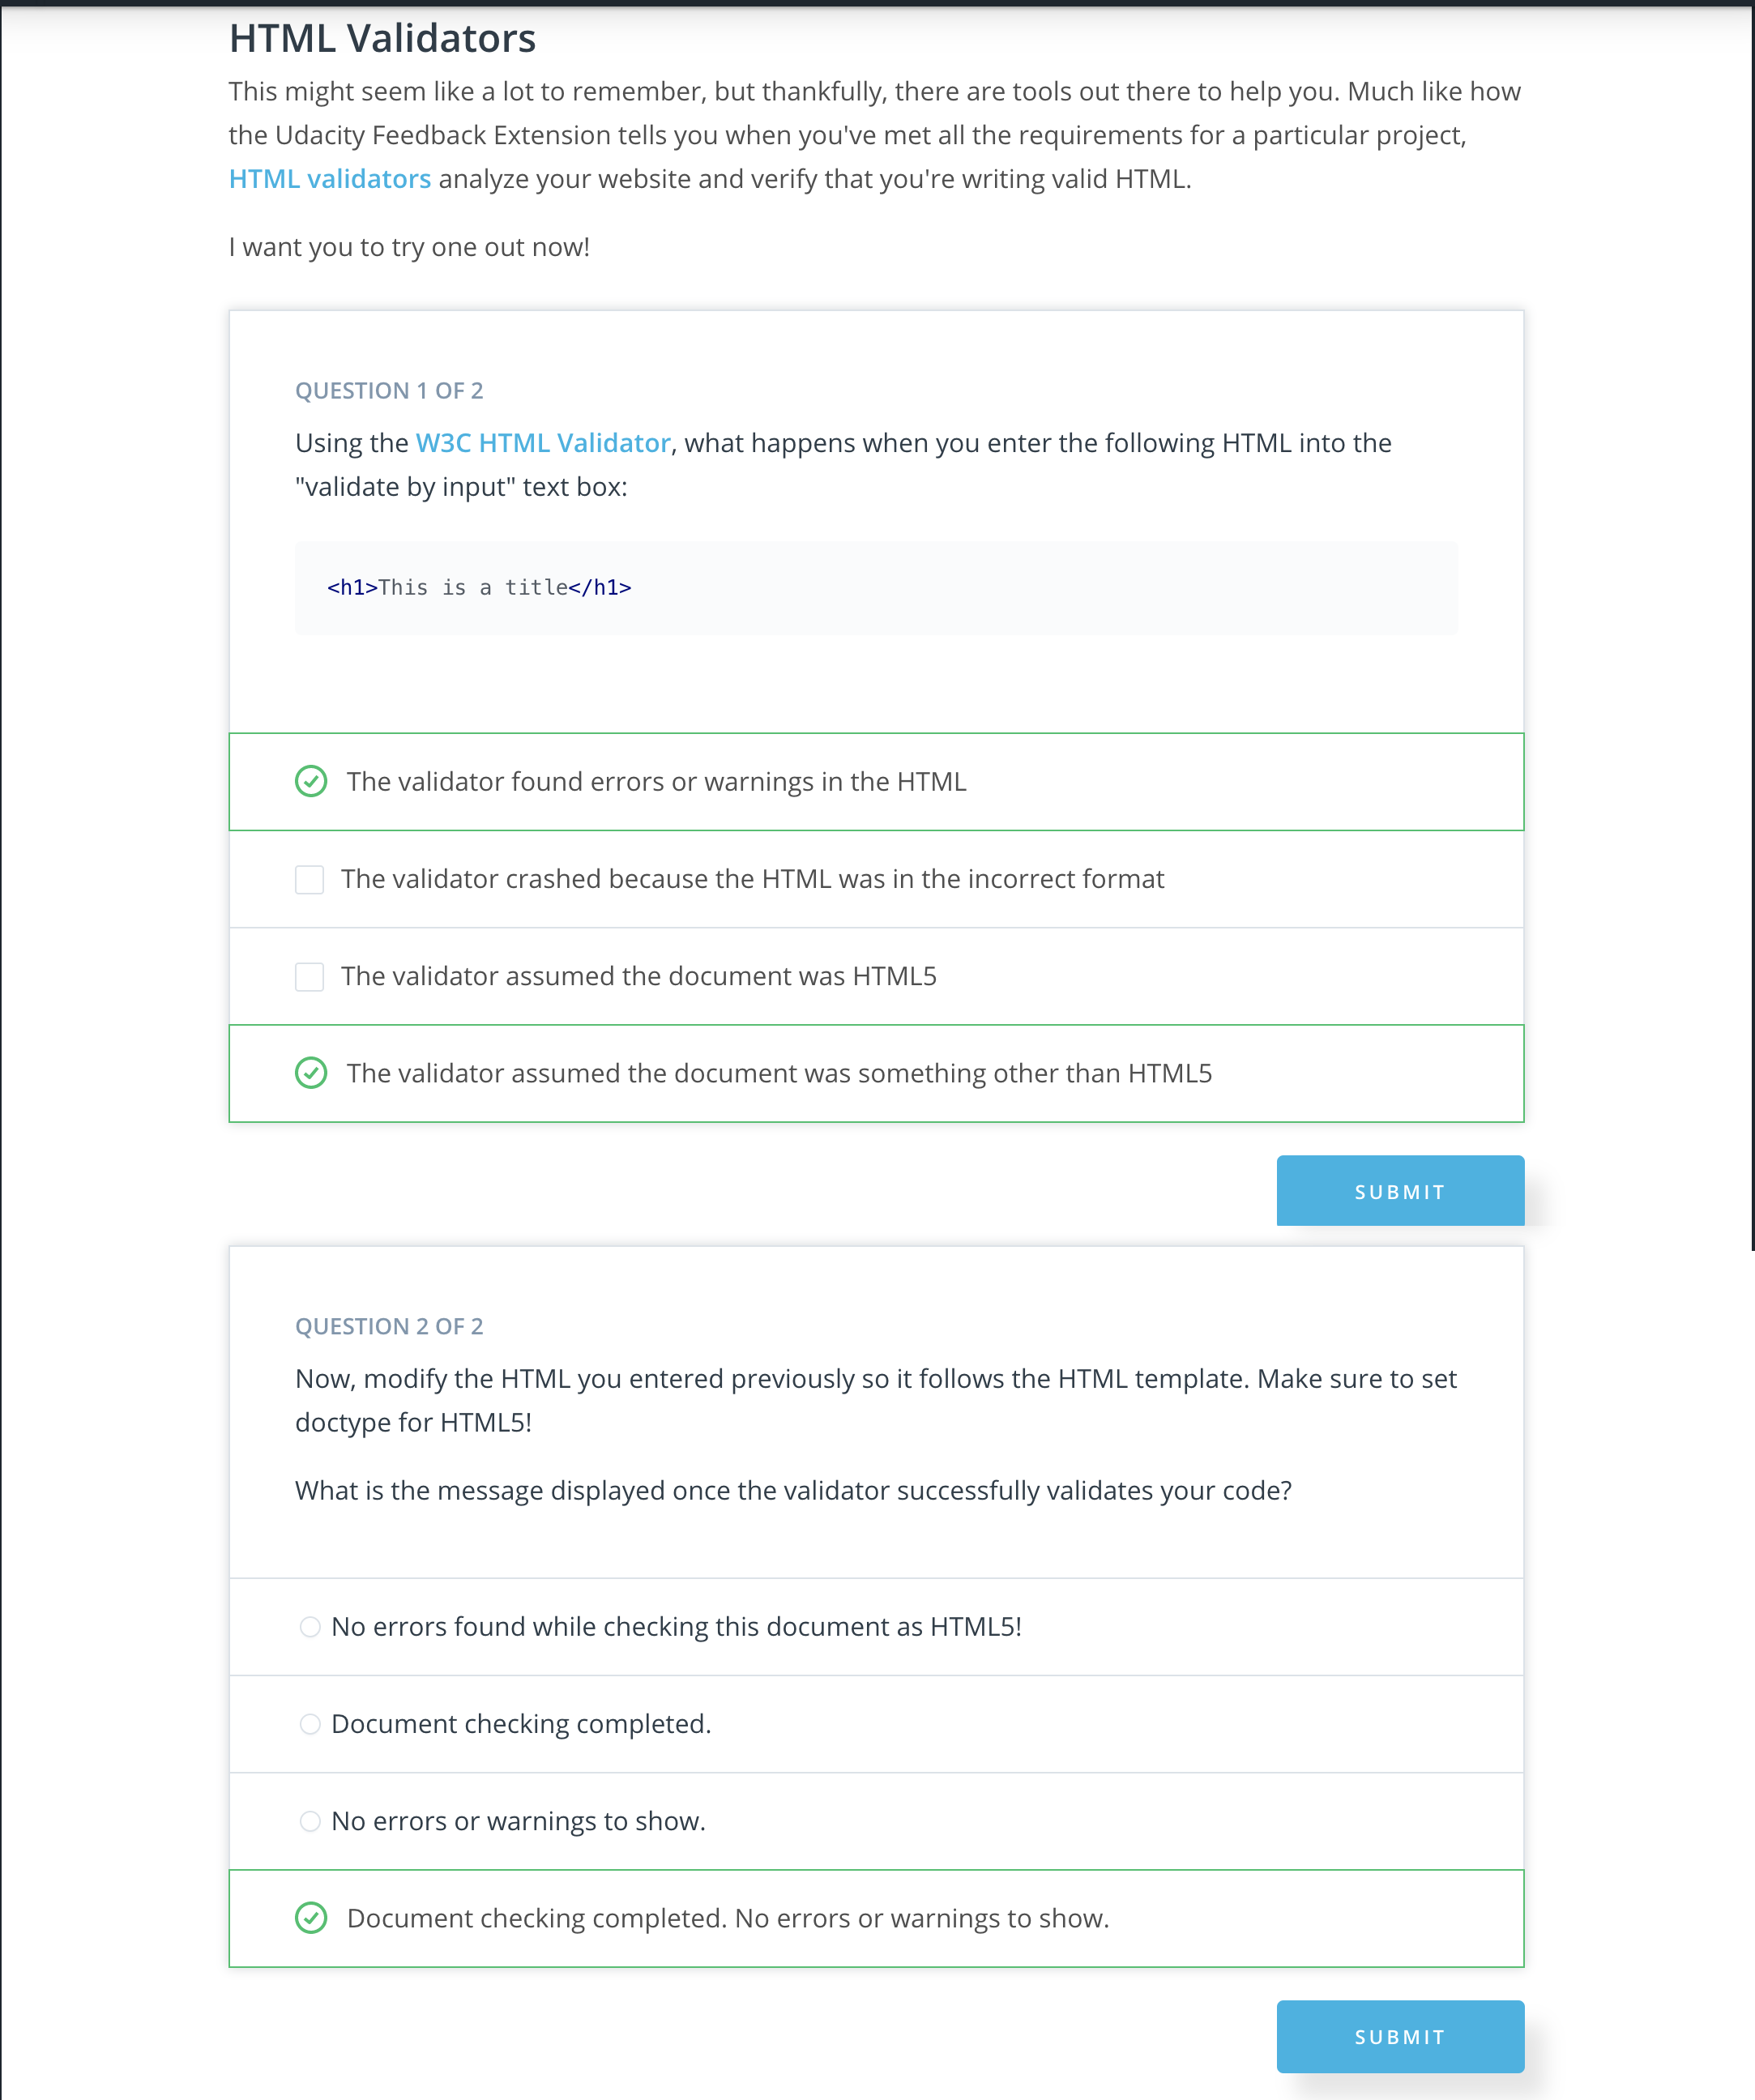 HTML Validators
This might seem like a lot to remember, but thankfully, there are tools out there to help you. Much like how
the Udacity Feedback Extension tells you when you've met all the requirements for a particular project,
HTML validators analyze your website and verify that you're writing valid HTML.
I want you to try one out now!
QUESTION 1 OF 2
Using the W3C HTML Validator, what happens when you enter the following HTML into the
"validate by input" text box:
<h1>This is a title</h1>
The validator found errors or warnings in the HTML
The validator crashed because the HTML was in the incorrect format
The validator assumed the document was HTML5
The validator assumed the document was something other than HTML5
SUBMIT
QUESTION 2 OF 2
Now, modify the HTML you entered previously so it follows the HTML template. Make sure to set
doctype for HTML5!
What is the message displayed once the validator successfully validates your code?
No errors found while checking this document as HTML5!
Document checking completed.
No errors or warnings to show.
Document checking completed. No errors or warnings to show.
SUBMIT